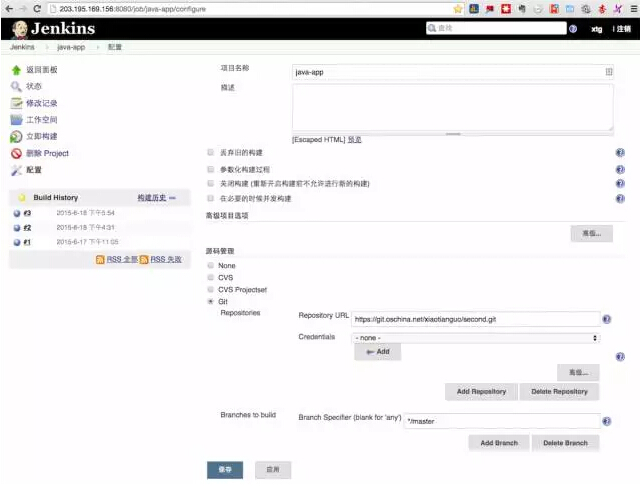 203.195.169.156:8080/job/java-app/configure
Jenkins
查找
xtg | 注销
Jenkins java-app 配置
返回面板
状态
修改记录
工作空间
立即构建
删除 Project
配置
Build History 构建历史
#3 2015-6-18 下午5:54
#2 2015-6-18 下午4:31
#1 2015-6-17 下午11:05
RSS 全部 RSS 失败
项目名称 java-app
描述
[Escaped HTML] 预览
丢弃旧的构建
参数化构建过程
关闭构建 (重新开启构建前不允许进行新的构建)
在必要的时候并发构建
高级项目选项
高级...
源码管理
None
CVS
CVS Projectset
Git
Repositories
Repository URL https://git.oschina.net/xiaotianguo/second.git
Credentials - none -
Add
高级...
Add Repository Delete Repository
Branches to build Branch Specifier (blank for 'any') */master
Add Branch Delete Branch
保存 应用